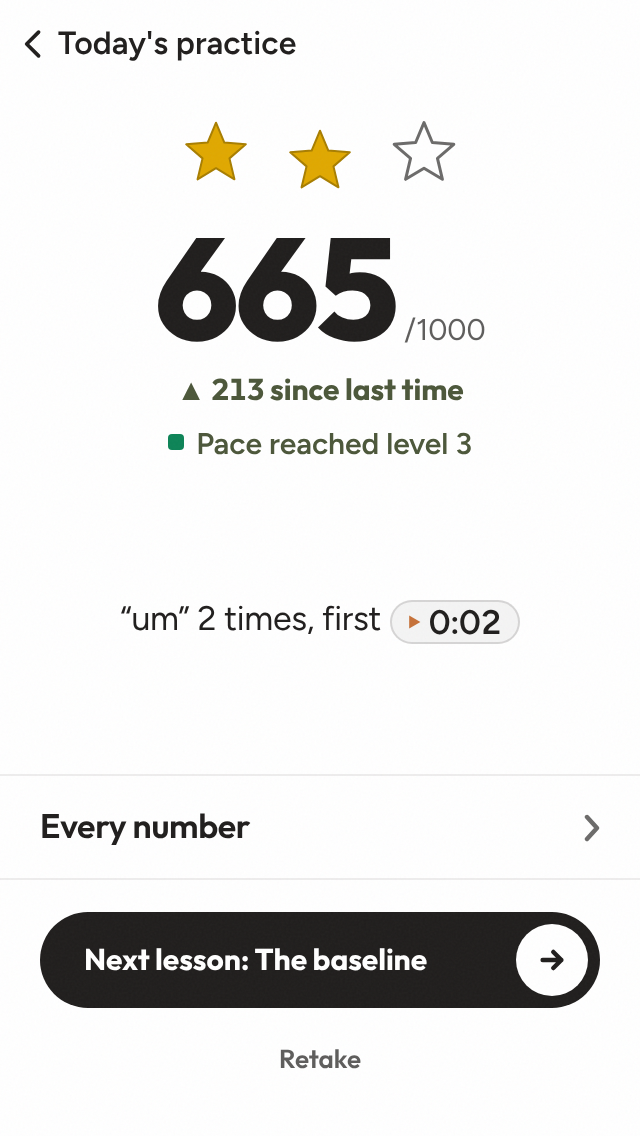 Today's practice
665 /1000
▲ 213 since last time
Pace reached level 3
“um” 2 times, first 0:02
Every number
Next lesson: The baseline
Retake